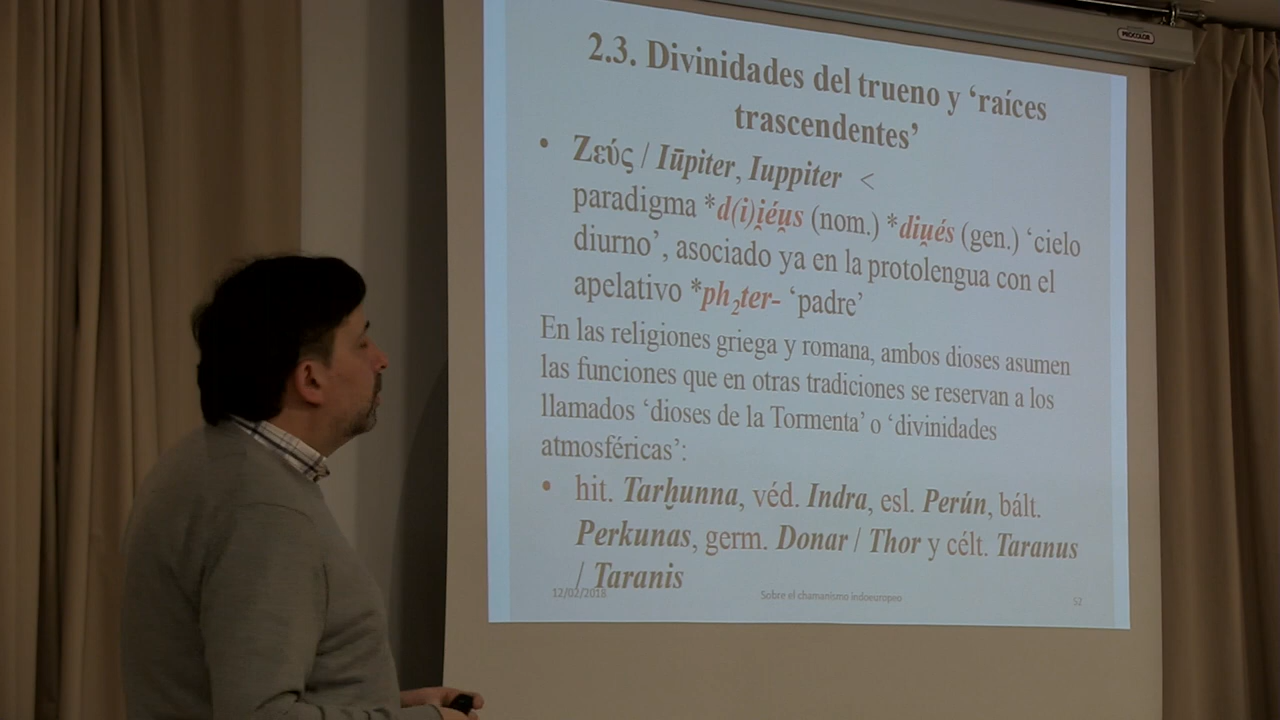 PROCOLOR
2.3. Divinidades del trueno y ‘raíces
trascendentes’
• Ζεύς / Iūpiter, Iuppiter <
paradigma *d(i)i̯éu̯s (nom.) *diu̯és (gen.) ‘cielo
diurno’, asociado ya en la protolengua con el
apelativo *ph₂ter- ‘padre’
En las religiones griega y romana, ambos dioses asumen
las funciones que en otras tradiciones se reservan a los
llamados ‘dioses de la Tormenta’ o ‘divinidades
atmosféricas’:
• hit. Tarḫunna, véd. Indra, esl. Perún, bált.
Perkunas, germ. Donar / Thor y célt. Taranus
/ Taranis
12/02/2018 Sobre el chamanismo indoeuropeo 52